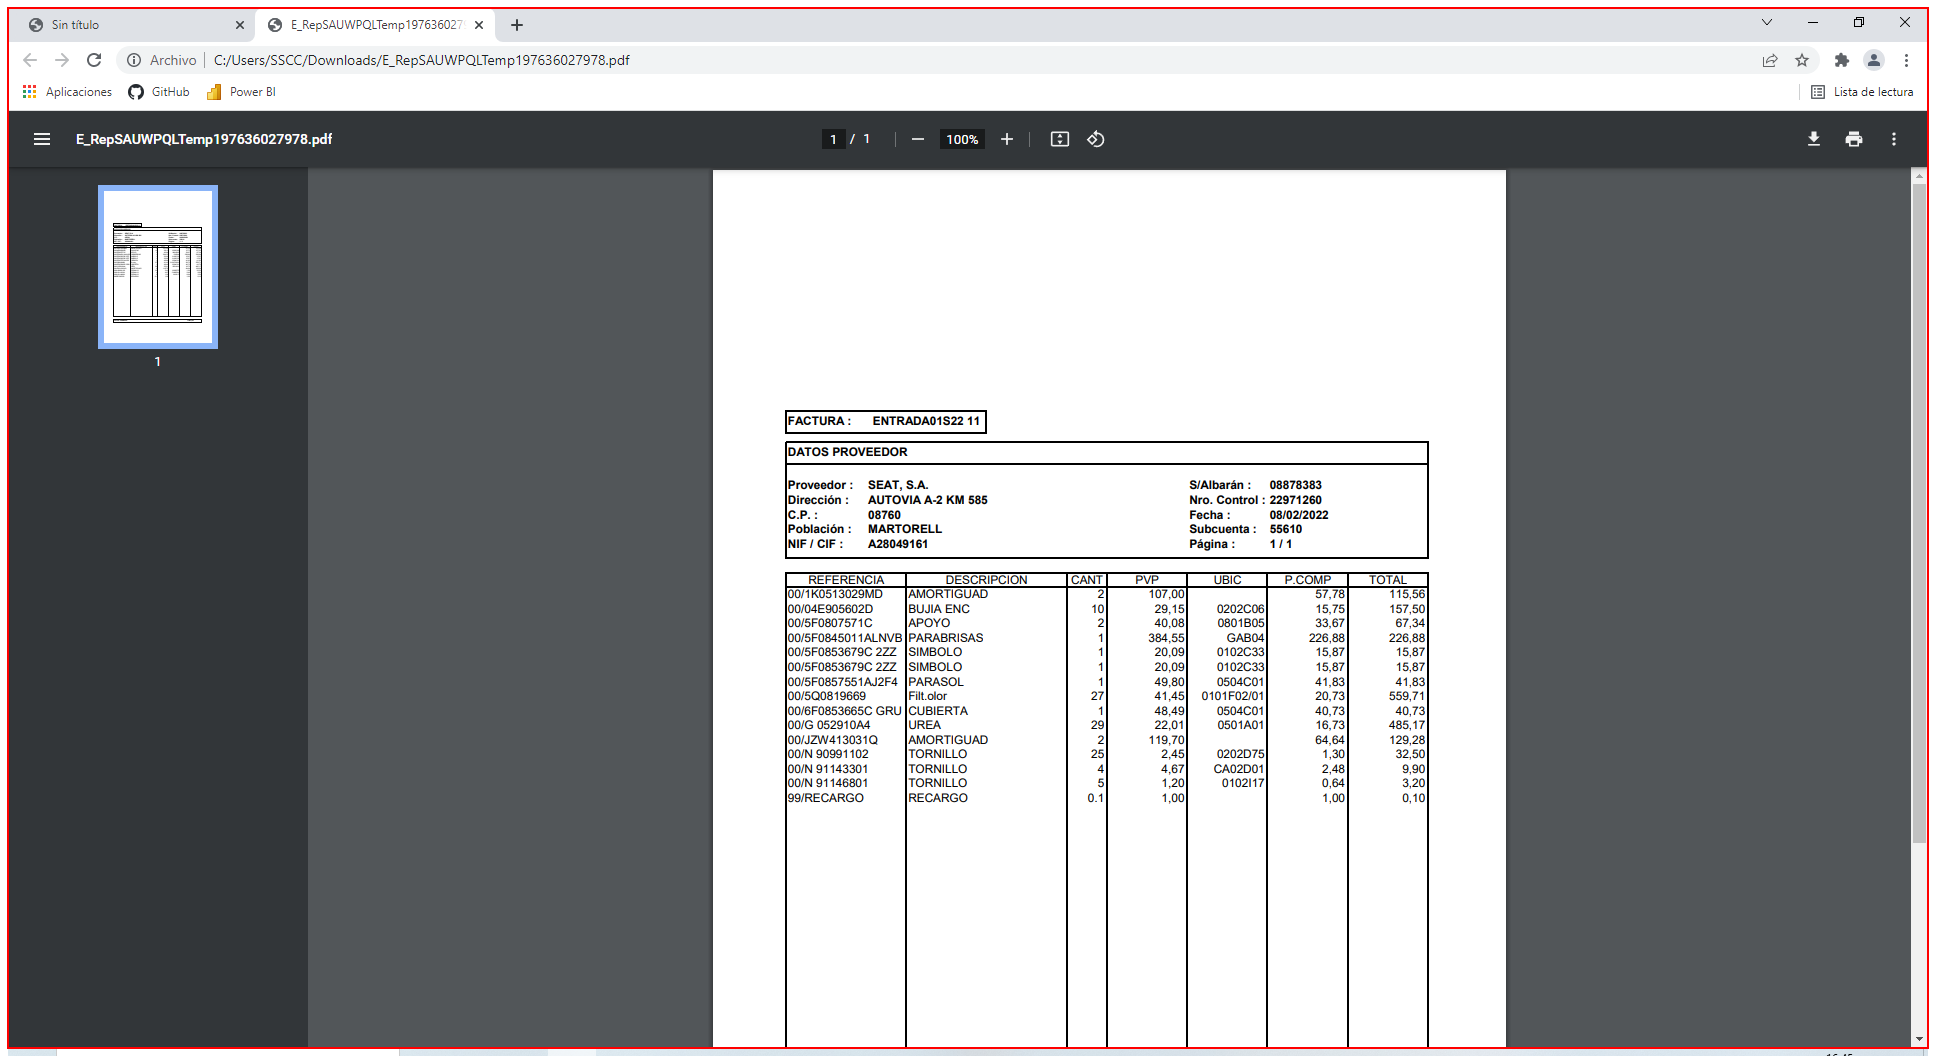 Sin título
E_RepSAUWPQLTemp19763602
Archivo C:/Users/SSCC/Downloads/E_RepSAUWPQLTemp197636027978.pdf
Aplicaciones GitHub Power BI Lista de lectura
E_RepSAUWPQLTemp197636027978.pdf 1 / 1 100%
1
FACTURA : ENTRADA01S22 11
DATOS PROVEEDOR
Proveedor : SEAT, S.A. S/Albarán : 08878383
Dirección : AUTOVIA A-2 KM 585 Nro. Control : 22971260
C.P. : 08760 Fecha : 08/02/2022
Población : MARTORELL Subcuenta : 55610
NIF / CIF : A28049161 Página : 1 / 1
REFERENCIA DESCRIPCION CANT PVP UBIC P.COMP TOTAL
00/1K0513029MD AMORTIGUAD 2 107,00 57,78 115,56
00/04E905602D BUJIA ENC 10 29,15 0202C06 15,75 157,50
00/5F0807571C APOYO 2 40,08 0801B05 33,67 67,34
00/5F0845011ALNVB PARABRISAS 1 384,55 GAB04 226,88 226,88
00/5F0853679C 2ZZ SIMBOLO 1 20,09 0102C33 15,87 15,87
00/5F0853679C 2ZZ SIMBOLO 1 20,09 0102C33 15,87 15,87
00/5F0857551AJ2F4 PARASOL 1 49,80 0504C01 41,83 41,83
00/5Q0819669 Filt.olor 27 41,45 0101F02/01 20,73 559,71
00/6F0853665C GRU CUBIERTA 1 48,49 0504C01 40,73 40,73
00/G 052910A4 UREA 29 22,01 0501A01 16,73 485,17
00/JZW413031Q AMORTIGUAD 2 119,70 64,64 129,28
00/N 90991102 TORNILLO 25 2,45 0202D75 1,30 32,50
00/N 91143301 TORNILLO 4 4,67 CA02D01 2,48 9,90
00/N 91146801 TORNILLO 5 1,20 0102I17 0,64 3,20
99/RECARGO RECARGO 0.1 1,00 1,00 0,10